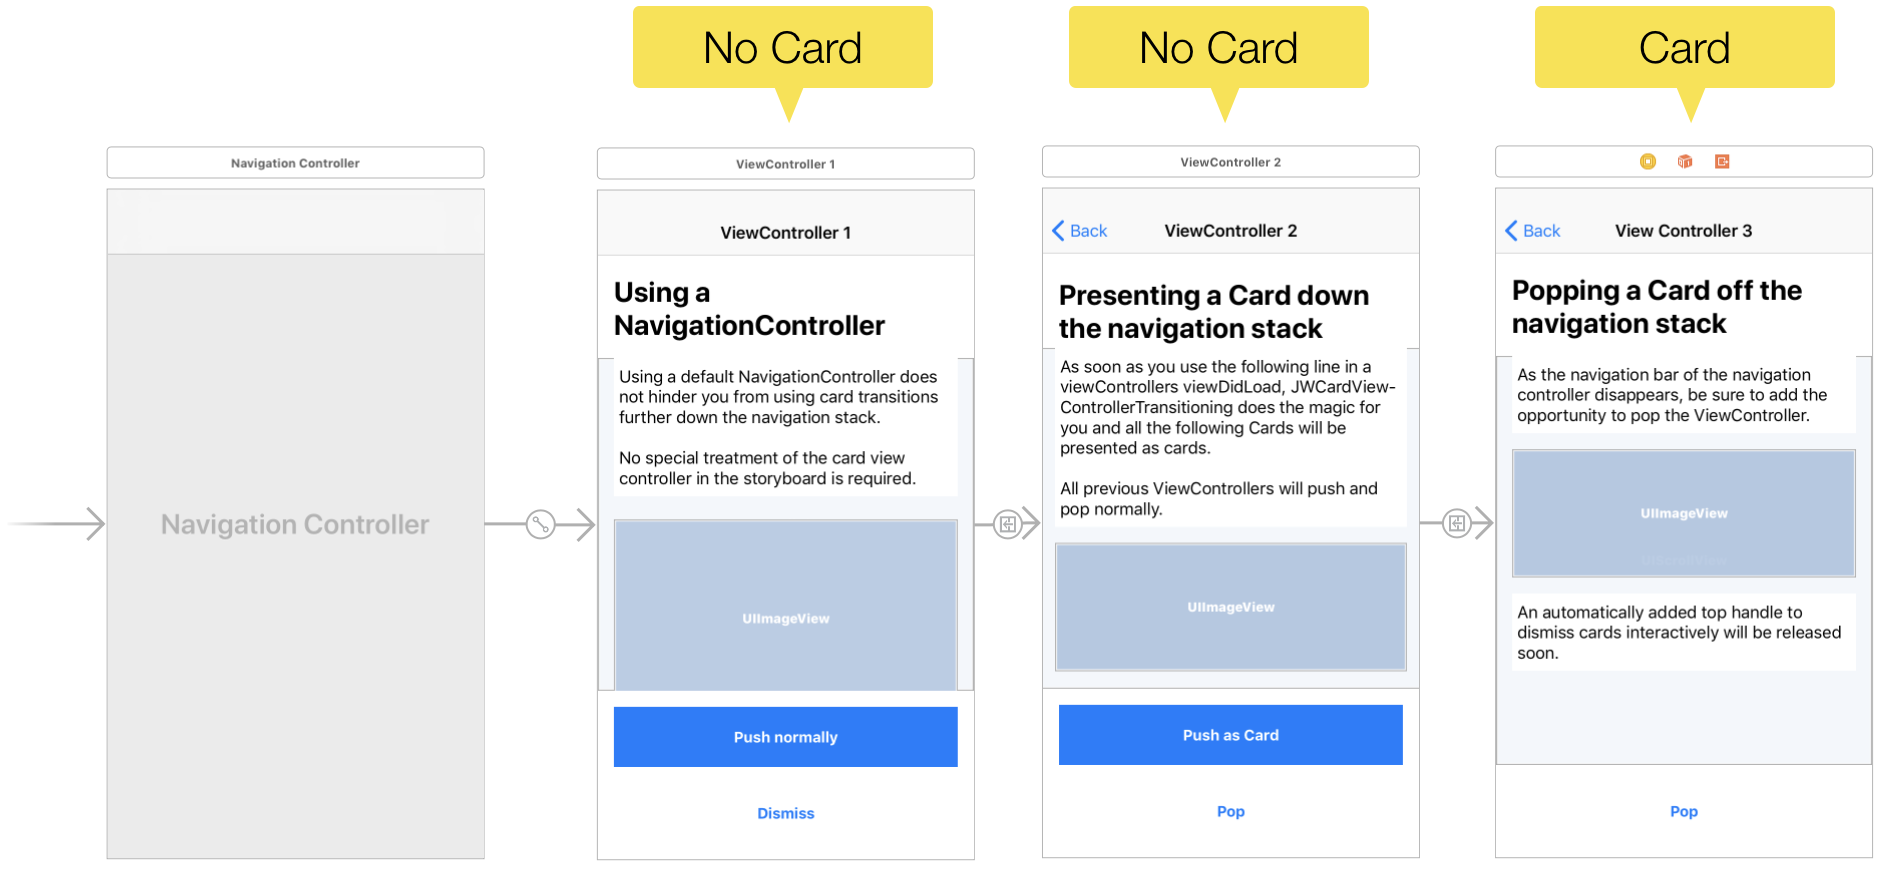 No Card
No Card
Card
Navigation Controller
Navigation Controller
ViewController 1
ViewController 1
Using a
NavigationController
Using a default NavigationController does
not hinder you from using card transitions
further down the navigation stack.
No special treatment of the card view
controller in the storyboard is required.
UIImageView
Push normally
Dismiss
ViewController 2
Back
ViewController 2
Presenting a Card down
the navigation stack
As soon as you use the following line in a
viewControllers viewDidLoad, JWCardView-
ControllerTransitioning does the magic for
you and all the following Cards will be
presented as cards.
All previous ViewControllers will push and
pop normally.
UIImageView
Push as Card
Pop
Back
View Controller 3
Popping a Card off the
navigation stack
As the navigation bar of the navigation
controller disappears, be sure to add the
opportunity to pop the ViewController.
UIImageView
UIScrollView
An automatically added top handle to
dismiss cards interactively will be released
soon.
Pop